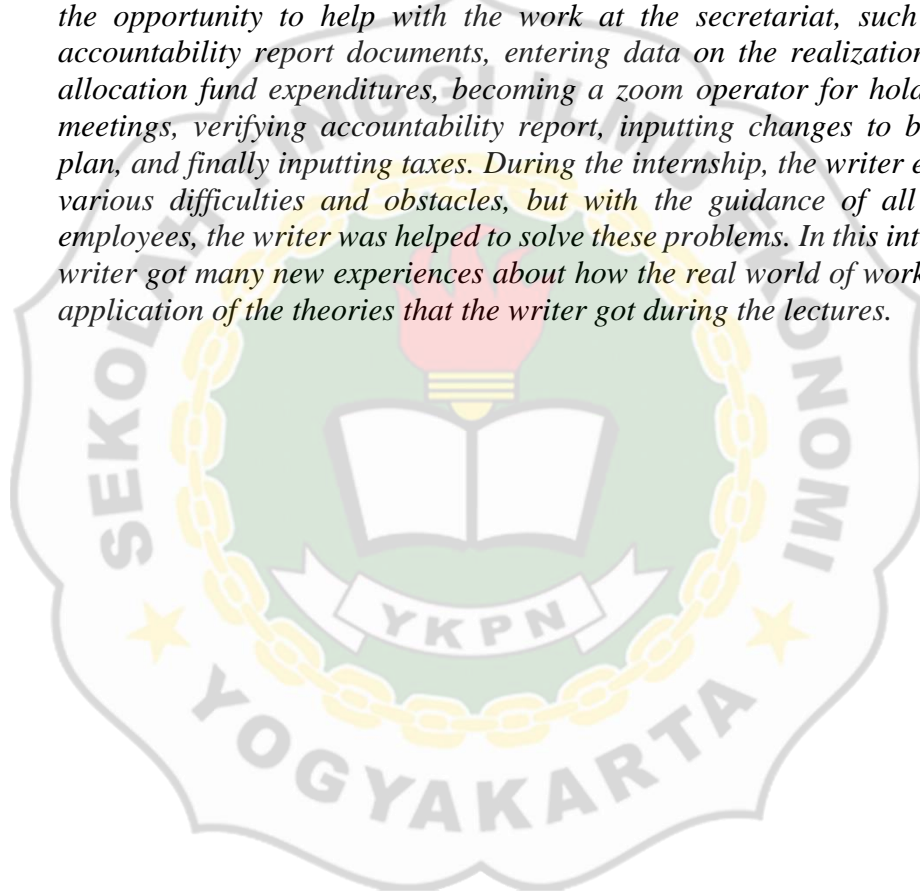 the opportunity to help with the work at the secretariat, such
accountability report documents, entering data on the realization
allocation fund expenditures, becoming a zoom operator for hold
meetings, verifying accountability report, inputting changes to b
plan, and finally inputting taxes. During the internship, the writer e
various difficulties and obstacles, but with the guidance of all
employees, the writer was helped to solve these problems. In this int
writer got many new experiences about how the real world of work
application of the theories that the writer got during the lectures.
SEKOLAH TINGGI ILMU EKONOMI
YKPN
YOGYAKARTA